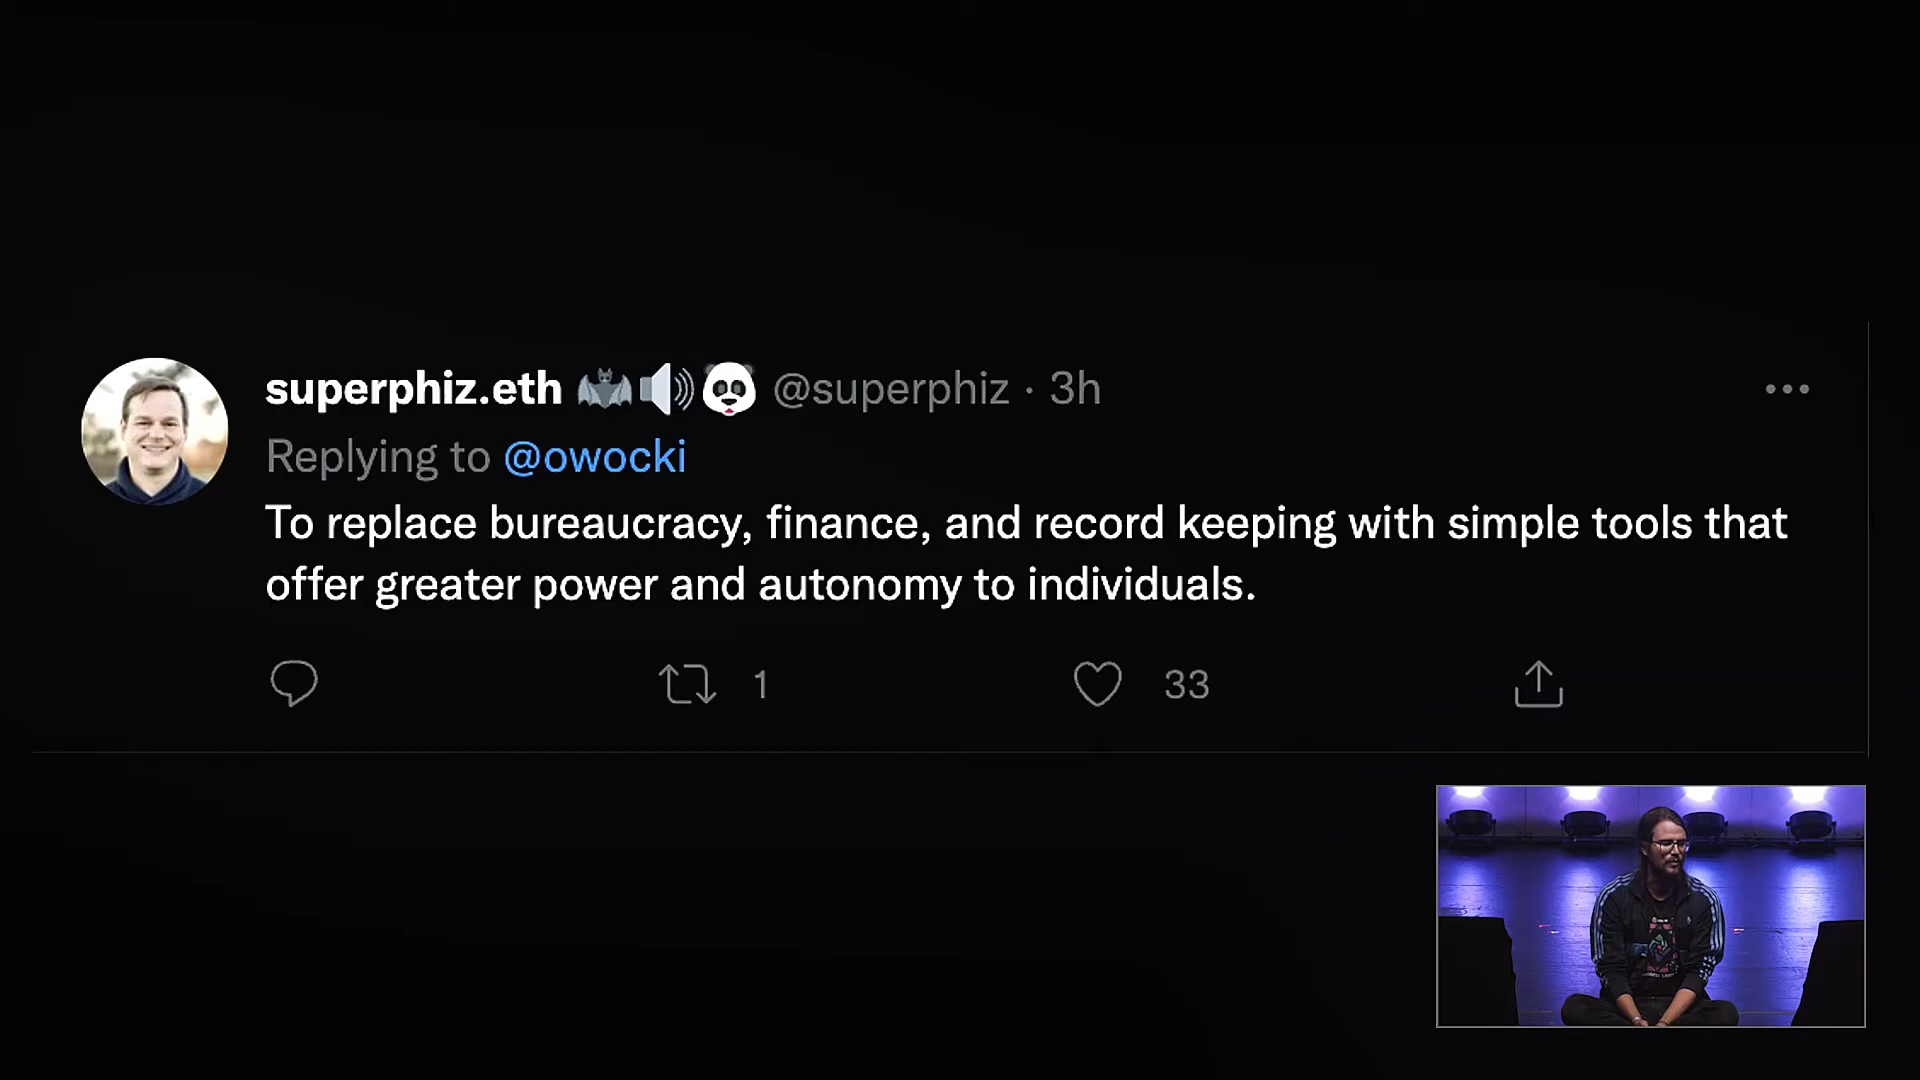 superphiz.eth 🦇🔊🐼 @superphiz · 3h
Replying to @owocki
To replace bureaucracy, finance, and record keeping with simple tools that
offer greater power and autonomy to individuals.
1 33